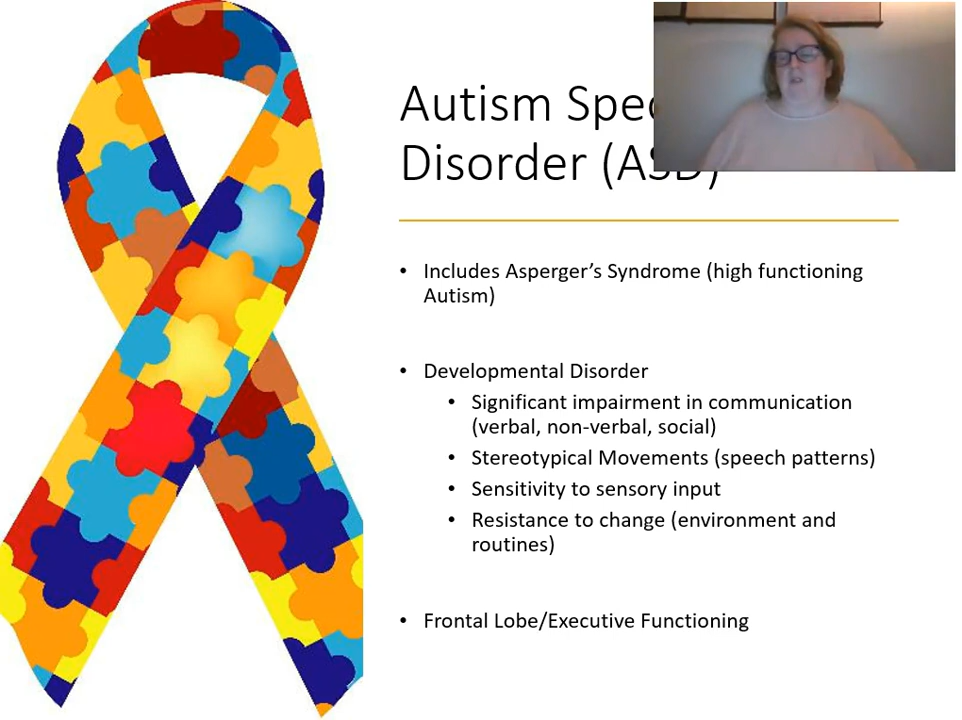 Autism Spec
Disorder (ASD)
• Includes Asperger’s Syndrome (high functioning
Autism)
• Developmental Disorder
• Significant impairment in communication
(verbal, non-verbal, social)
• Stereotypical Movements (speech patterns)
• Sensitivity to sensory input
• Resistance to change (environment and
routines)
• Frontal Lobe/Executive Functioning